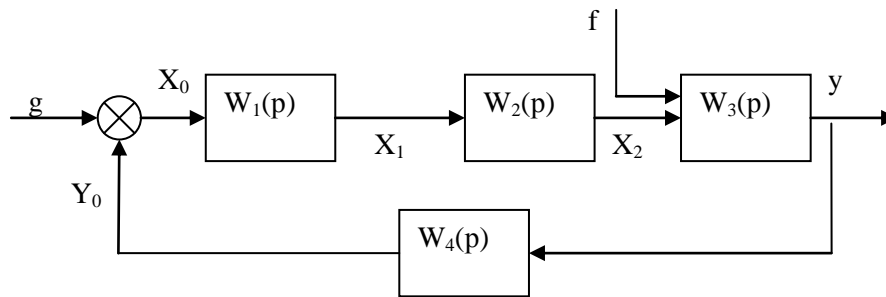 f
g
X₀
W₁(p)
X₁
W₂(p)
X₂
W₃(p)
y
Y₀
W₄(p)